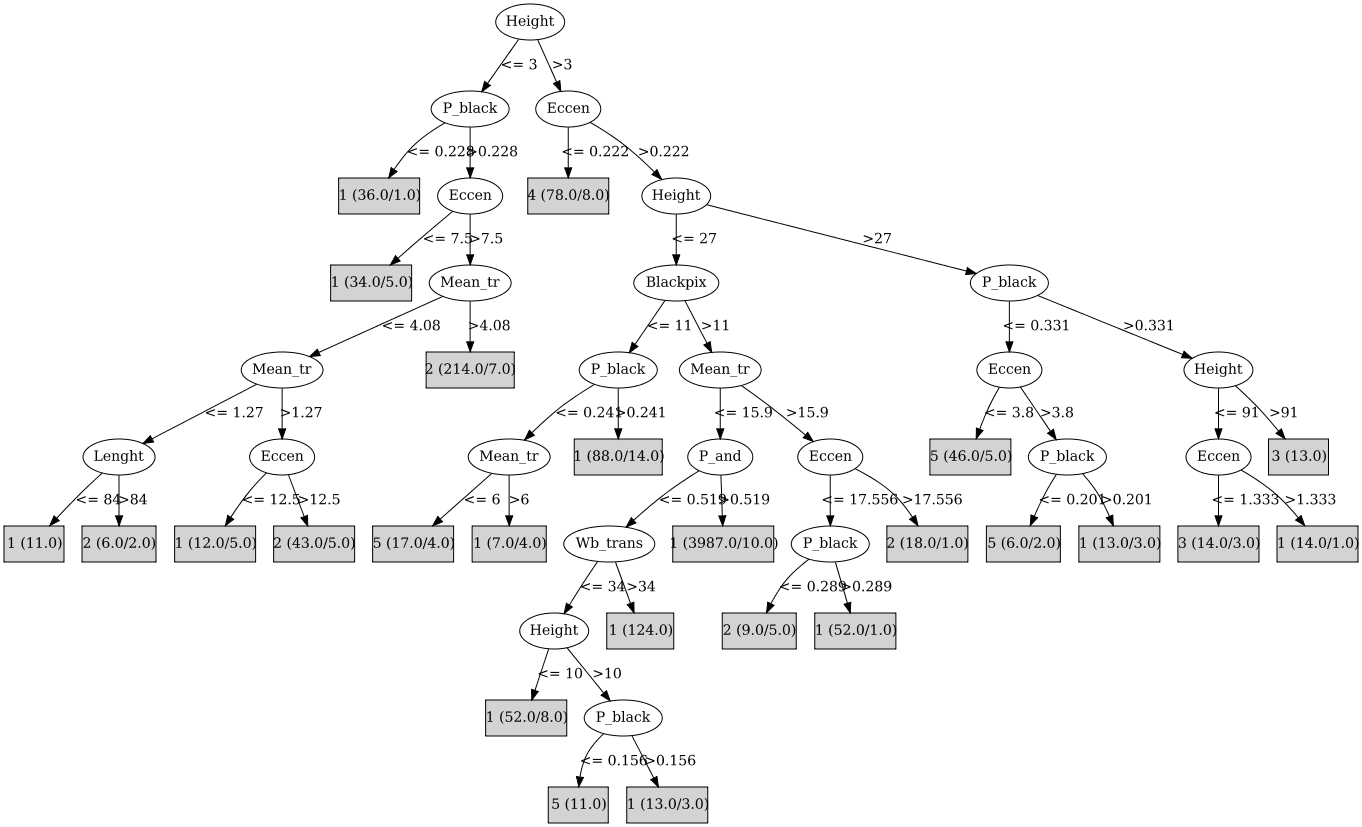 Height
<= 3 >3
P_black Eccen
<= 0.228 >0.228 <= 0.222 >0.222
1 (36.0/1.0) Eccen 4 (78.0/8.0) Height
<= 7.5 >7.5 <= 27 >27
1 (34.0/5.0) Mean_tr Blackpix P_black
<= 4.08 >4.08 <= 11 >11 <= 0.331 >0.331
Mean_tr 2 (214.0/7.0) P_black Mean_tr Eccen Height
<= 1.27 >1.27 <= 0.241 >0.241 <= 15.9 >15.9 <= 3.8 >3.8 <= 91 >91
Lenght Eccen Mean_tr 1 (88.0/14.0) P_and Eccen 5 (46.0/5.0) P_black Eccen 3 (13.0)
<= 84 >84 <= 12.5 >12.5 <= 6 >6 <= 0.519 >0.519 <= 17.556 >17.556 <= 0.201 >0.201 <= 1.333 >1.333
1 (11.0) 2 (6.0/2.0) 1 (12.0/5.0) 2 (43.0/5.0) 5 (17.0/4.0) 1 (7.0/4.0) Wb_trans 1 (3987.0/10.0) P_black 2 (18.0/1.0) 5 (6.0/2.0) 1 (13.0/3.0) 3 (14.0/3.0) 1 (14.0/1.0)
<= 34 >34 <= 0.289 >0.289
Height 1 (124.0) 2 (9.0/5.0) 1 (52.0/1.0)
<= 10 >10
1 (52.0/8.0) P_black
<= 0.156 >0.156
5 (11.0) 1 (13.0/3.0)